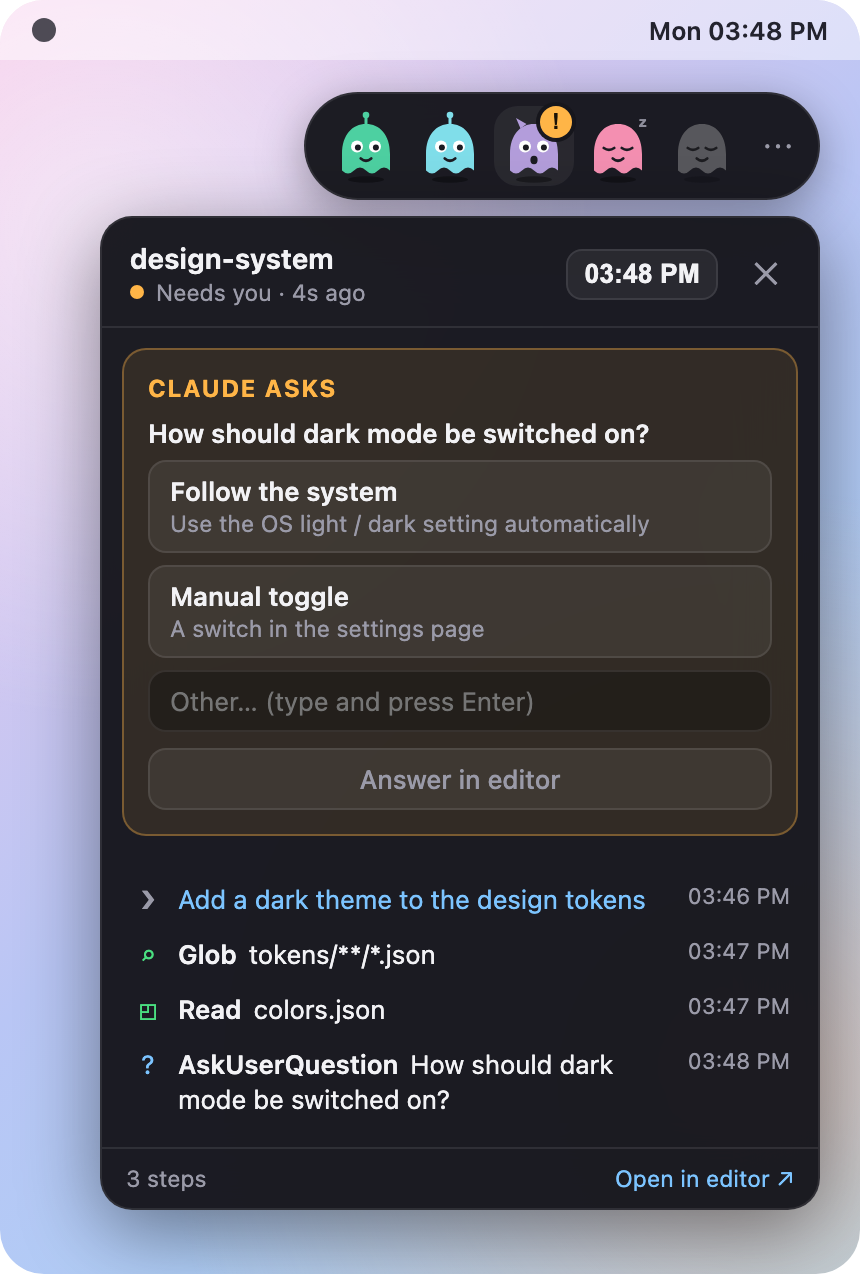 Mon 03:48 PM
!
z
...
design-system
03:48 PM
Needs you · 4s ago
CLAUDE ASKS
How should dark mode be switched on?
Follow the system
Use the OS light / dark setting automatically
Manual toggle
A switch in the settings page
Other... (type and press Enter)
Answer in editor
❯ Add a dark theme to the design tokens 03:46 PM
Glob tokens/**/*.json 03:47 PM
Read colors.json 03:47 PM
? AskUserQuestion How should dark 03:48 PM
mode be switched on?
3 steps
Open in editor ↗